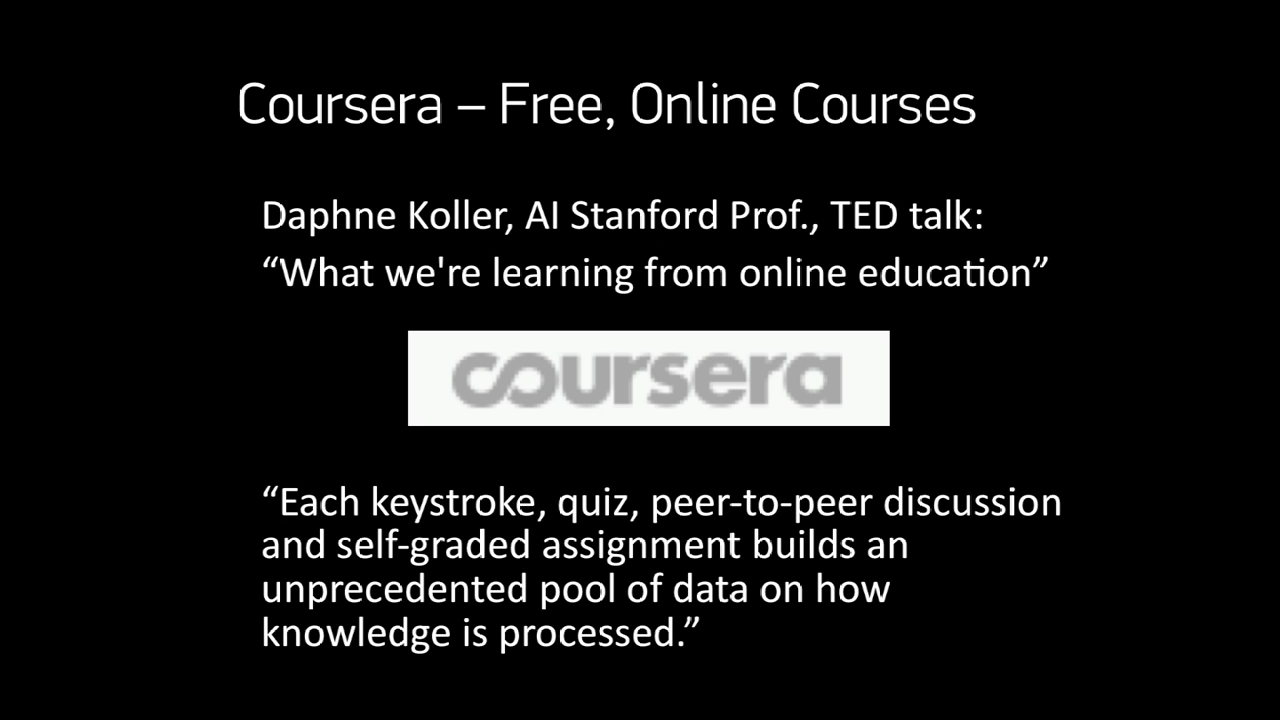 Coursera – Free, Online Courses
Daphne Koller, AI Stanford Prof., TED talk:
“What we're learning from online education”
coursera
“Each keystroke, quiz, peer-to-peer discussion
and self-graded assignment builds an
unprecedented pool of data on how
knowledge is processed.”